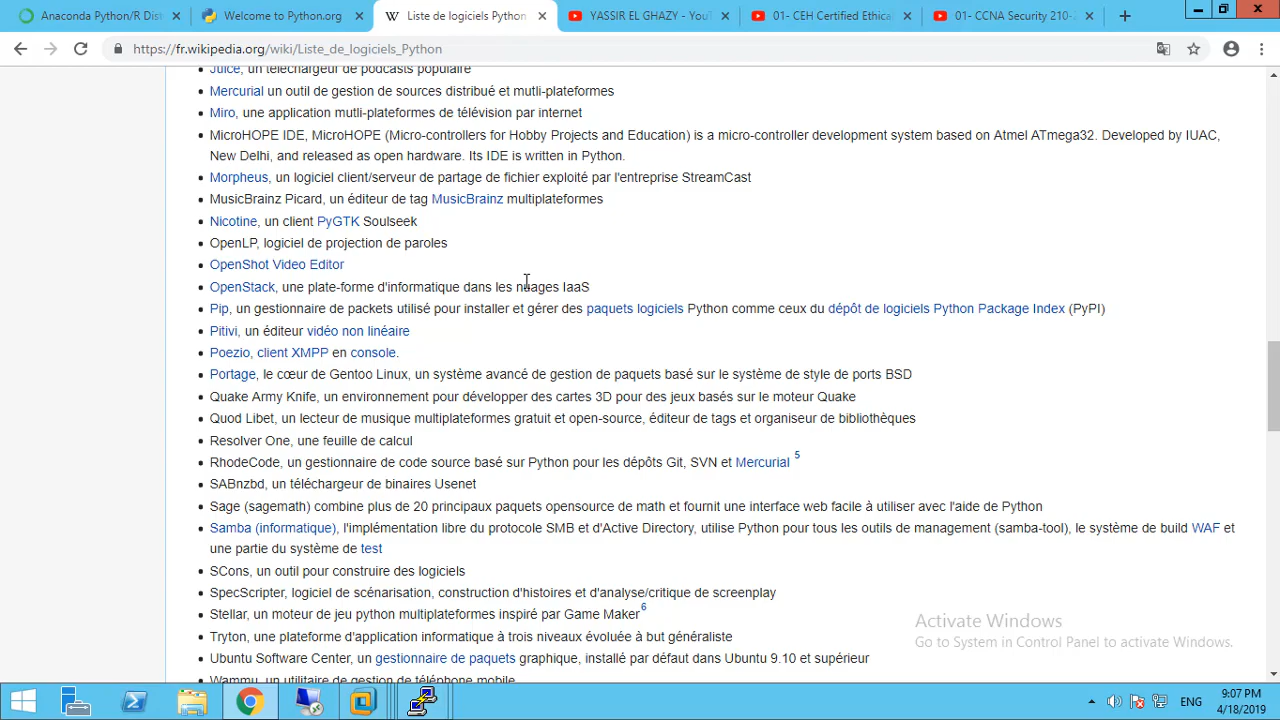 Anaconda Python/R Dis
Welcome to Python.org
Liste de logiciels Python
YASSIR EL GHAZY - You
01- CEH Certified Ethica
01- CCNA Security 210-
https://fr.wikipedia.org/wiki/Liste_de_logiciels_Python
Juice, un téléchargeur de podcasts populaire
Mercurial un outil de gestion de sources distribué et mutli-plateformes
Miro, une application mutli-plateformes de télévision par internet
MicroHOPE IDE, MicroHOPE (Micro-controllers for Hobby Projects and Education) is a micro-controller development system based on Atmel ATmega32. Developed by IUAC,
New Delhi, and released as open hardware. Its IDE is written in Python.
Morpheus, un logiciel client/serveur de partage de fichier exploité par l'entreprise StreamCast
MusicBrainz Picard, un éditeur de tag MusicBrainz multiplateformes
Nicotine, un client PyGTK Soulseek
OpenLP, logiciel de projection de paroles
OpenShot Video Editor
OpenStack, une plate-forme d'informatique dans les nuages IaaS
Pip, un gestionnaire de packets utilisé pour installer et gérer des paquets logiciels Python comme ceux du dépôt de logiciels Python Package Index (PyPI)
Pitivi, un éditeur vidéo non linéaire
Poezio, client XMPP en console.
Portage, le cœur de Gentoo Linux, un système avancé de gestion de paquets basé sur le système de style de ports BSD
Quake Army Knife, un environnement pour développer des cartes 3D pour des jeux basés sur le moteur Quake
Quod Libet, un lecteur de musique multiplateformes gratuit et open-source, éditeur de tags et organiseur de bibliothèques
Resolver One, une feuille de calcul
RhodeCode, un gestionnaire de code source basé sur Python pour les dépôts Git, SVN et Mercurial 5
SABnzbd, un téléchargeur de binaires Usenet
Sage (sagemath) combine plus de 20 principaux paquets opensource de math et fournit une interface web facile à utiliser avec l'aide de Python
Samba (informatique), l'implémentation libre du protocole SMB et d'Active Directory, utilise Python pour tous les outils de management (samba-tool), le système de build WAF et
une partie du système de test
SCons, un outil pour construire des logiciels
SpecScripter, logiciel de scénarisation, construction d'histoires et d'analyse/critique de screenplay
Stellar, un moteur de jeu python multiplateformes inspiré par Game Maker6
Tryton, une plateforme d'application informatique à trois niveaux évoluée à but généraliste
Ubuntu Software Center, un gestionnaire de paquets graphique, installé par défaut dans Ubuntu 9.10 et supérieur
Wammu, un utilitaire de gestion de téléphone mobile
Activate Windows
Go to System in Control Panel to activate Windows.
ENG
9:07 PM
4/18/2019